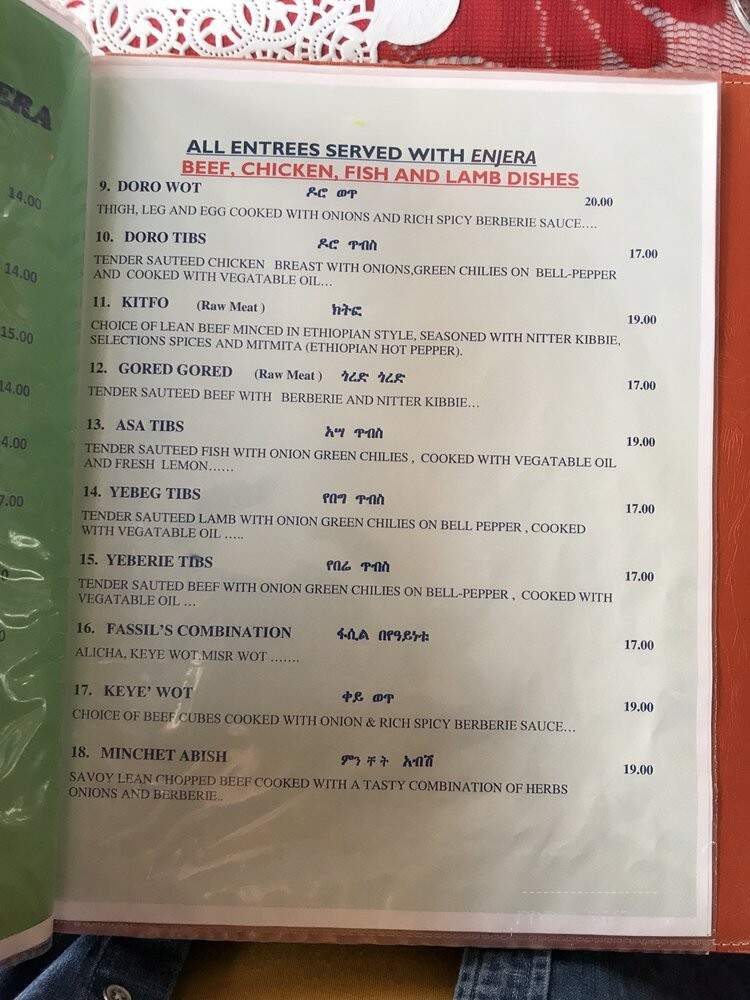 ERA
14.00
14.00
15.00
14.00
4.00
7.00
0
0
ALL ENTREES SERVED WITH ENJERA
BEEF, CHICKEN, FISH AND LAMB DISHES
9. DORO WOT ዶሮ ወጥ 20.00
THIGH, LEG AND EGG COOKED WITH ONIONS AND RICH SPICY BERBERIE SAUCE….
10. DORO TIBS ዶሮ ጥብስ 17.00
TENDER SAUTEED CHICKEN BREAST WITH ONIONS,GREEN CHILIES ON BELL-PEPPER
AND COOKED WITH VEGATABLE OIL…
11. KITFO (Raw Meat ) ክትፎ 19.00
CHOICE OF LEAN BEEF MINCED IN ETHIOPIAN STYLE, SEASONED WITH NITTER KIBBIE,
SELECTIONS SPICES AND MITMITA (ETHIOPIAN HOT PEPPER).
12. GORED GORED (Raw Meat ) ጎረድ ጎረድ 17.00
TENDER SAUTEED BEEF WITH BERBERIE AND NITTER KIBBIE…
13. ASA TIBS አሣ ጥብስ 19.00
TENDER SAUTEED FISH WITH ONION GREEN CHILIES , COOKED WITH VEGATABLE OIL
AND FRESH LEMON……
14. YEBEG TIBS የበግ ጥብስ 17.00
TENDER SAUTEED LAMB WITH ONION GREEN CHILIES ON BELL PEPPER , COOKED
WITH VEGATABLE OIL …..
15. YEBERIE TIBS የበሬ ጥብስ 17.00
TENDER SAUTED BEEF WITH ONION GREEN CHILIES ON BELL-PEPPER , COOKED WITH
VEGATABLE OIL …
16. FASSIL'S COMBINATION ፋሲል በየዓይነቱ 17.00
ALICHA, KEYE WOT,MISR WOT …….
17. KEYE' WOT ቀይ ወጥ 19.00
CHOICE OF BEEF CUBES COOKED WITH ONION & RICH SPICY BERBERIE SAUCE…
18. MINCHET ABISH ምን ቸ ት አብሽ 19.00
SAVOY LEAN CHOPPED BEEF COOKED WITH A TASTY COMBINATION OF HERBS
ONIONS AND BERBERIE..